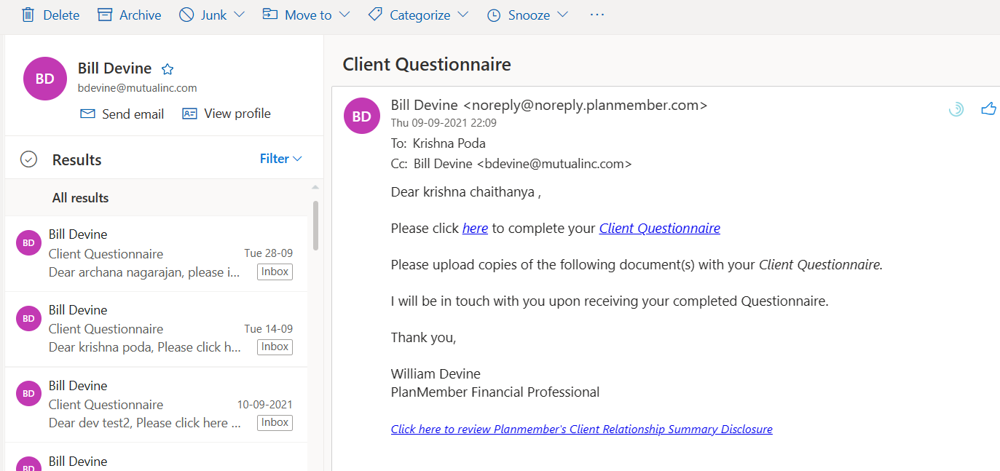 Delete Archive Junk Move to Categorize Snooze ...
BD
Bill Devine
bdevine@mutualinc.com
Send email View profile
Results Filter
All results
BD
Bill Devine
Client Questionnaire Tue 28-09
Dear archana nagarajan, please i... Inbox
BD
Bill Devine
Client Questionnaire Tue 14-09
Dear krishna poda, Please click h... Inbox
BD
Bill Devine
Client Questionnaire 10-09-2021
Dear dev test2, Please click here ... Inbox
BD
Bill Devine
Client Questionnaire
BD
Bill Devine <noreply@noreply.planmember.com>
Thu 09-09-2021 22:09
To: Krishna Poda
Cc: Bill Devine <bdevine@mutualinc.com>
Dear krishna chaithanya ,
Please click here to complete your Client Questionnaire
Please upload copies of the following document(s) with your Client Questionnaire.
I will be in touch with you upon receiving your completed Questionnaire.
Thank you,
William Devine
PlanMember Financial Professional
Click here to review Planmember's Client Relationship Summary Disclosure